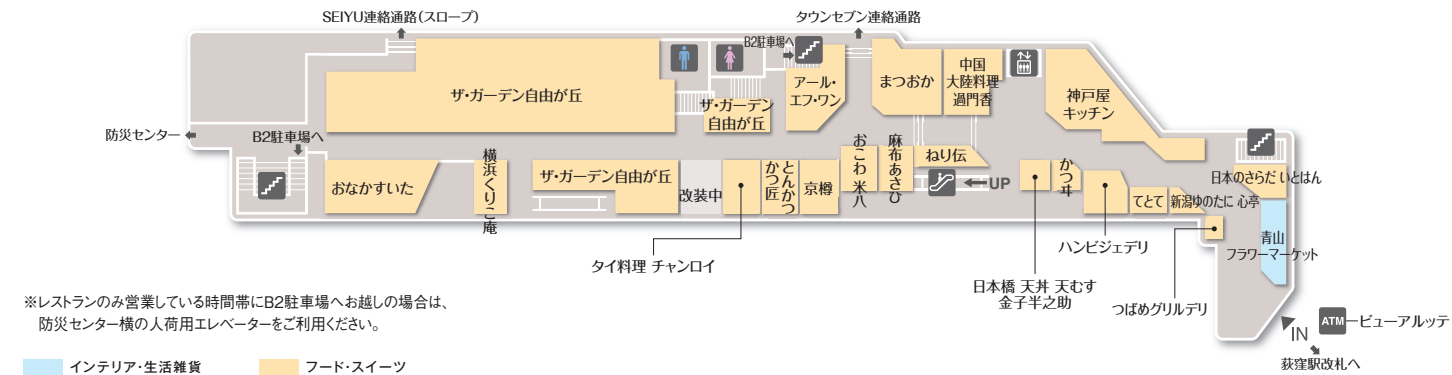 SEIYU連絡通路(スロープ)
タウンセブン連絡通路
B2駐車場へ
ザ・ガーデン自由が丘
ザ・ガーデン
自由が丘
アール・
エフ・ワン
まつおか
中国
大陸料理
過門香
神戸屋
キッチン
防災センター
B2駐車場へ
おなかすいた
横浜くりこ庵
ザ・ガーデン自由が丘
改装中
とんかつ
かつ匠
京樽
おこわ 米八
麻布あさひ
ねり伝
UP
かつ井
てとて
新潟ゆのたに 心亭
日本のさらだ いとはん
青山
フラワーマーケット
タイ料理 チャンロイ
ハンビジェデリ
日本橋 天丼 天むす
金子半之助
つばめグリルデリ
※レストランのみ営業している時間帯にB2駐車場へお越しの場合は、
防災センター横の人荷用エレベーターをご利用ください。
IN
ATM
ビューアルッテ
荻窪駅改札へ
インテリア・生活雑貨
フード・スイーツ